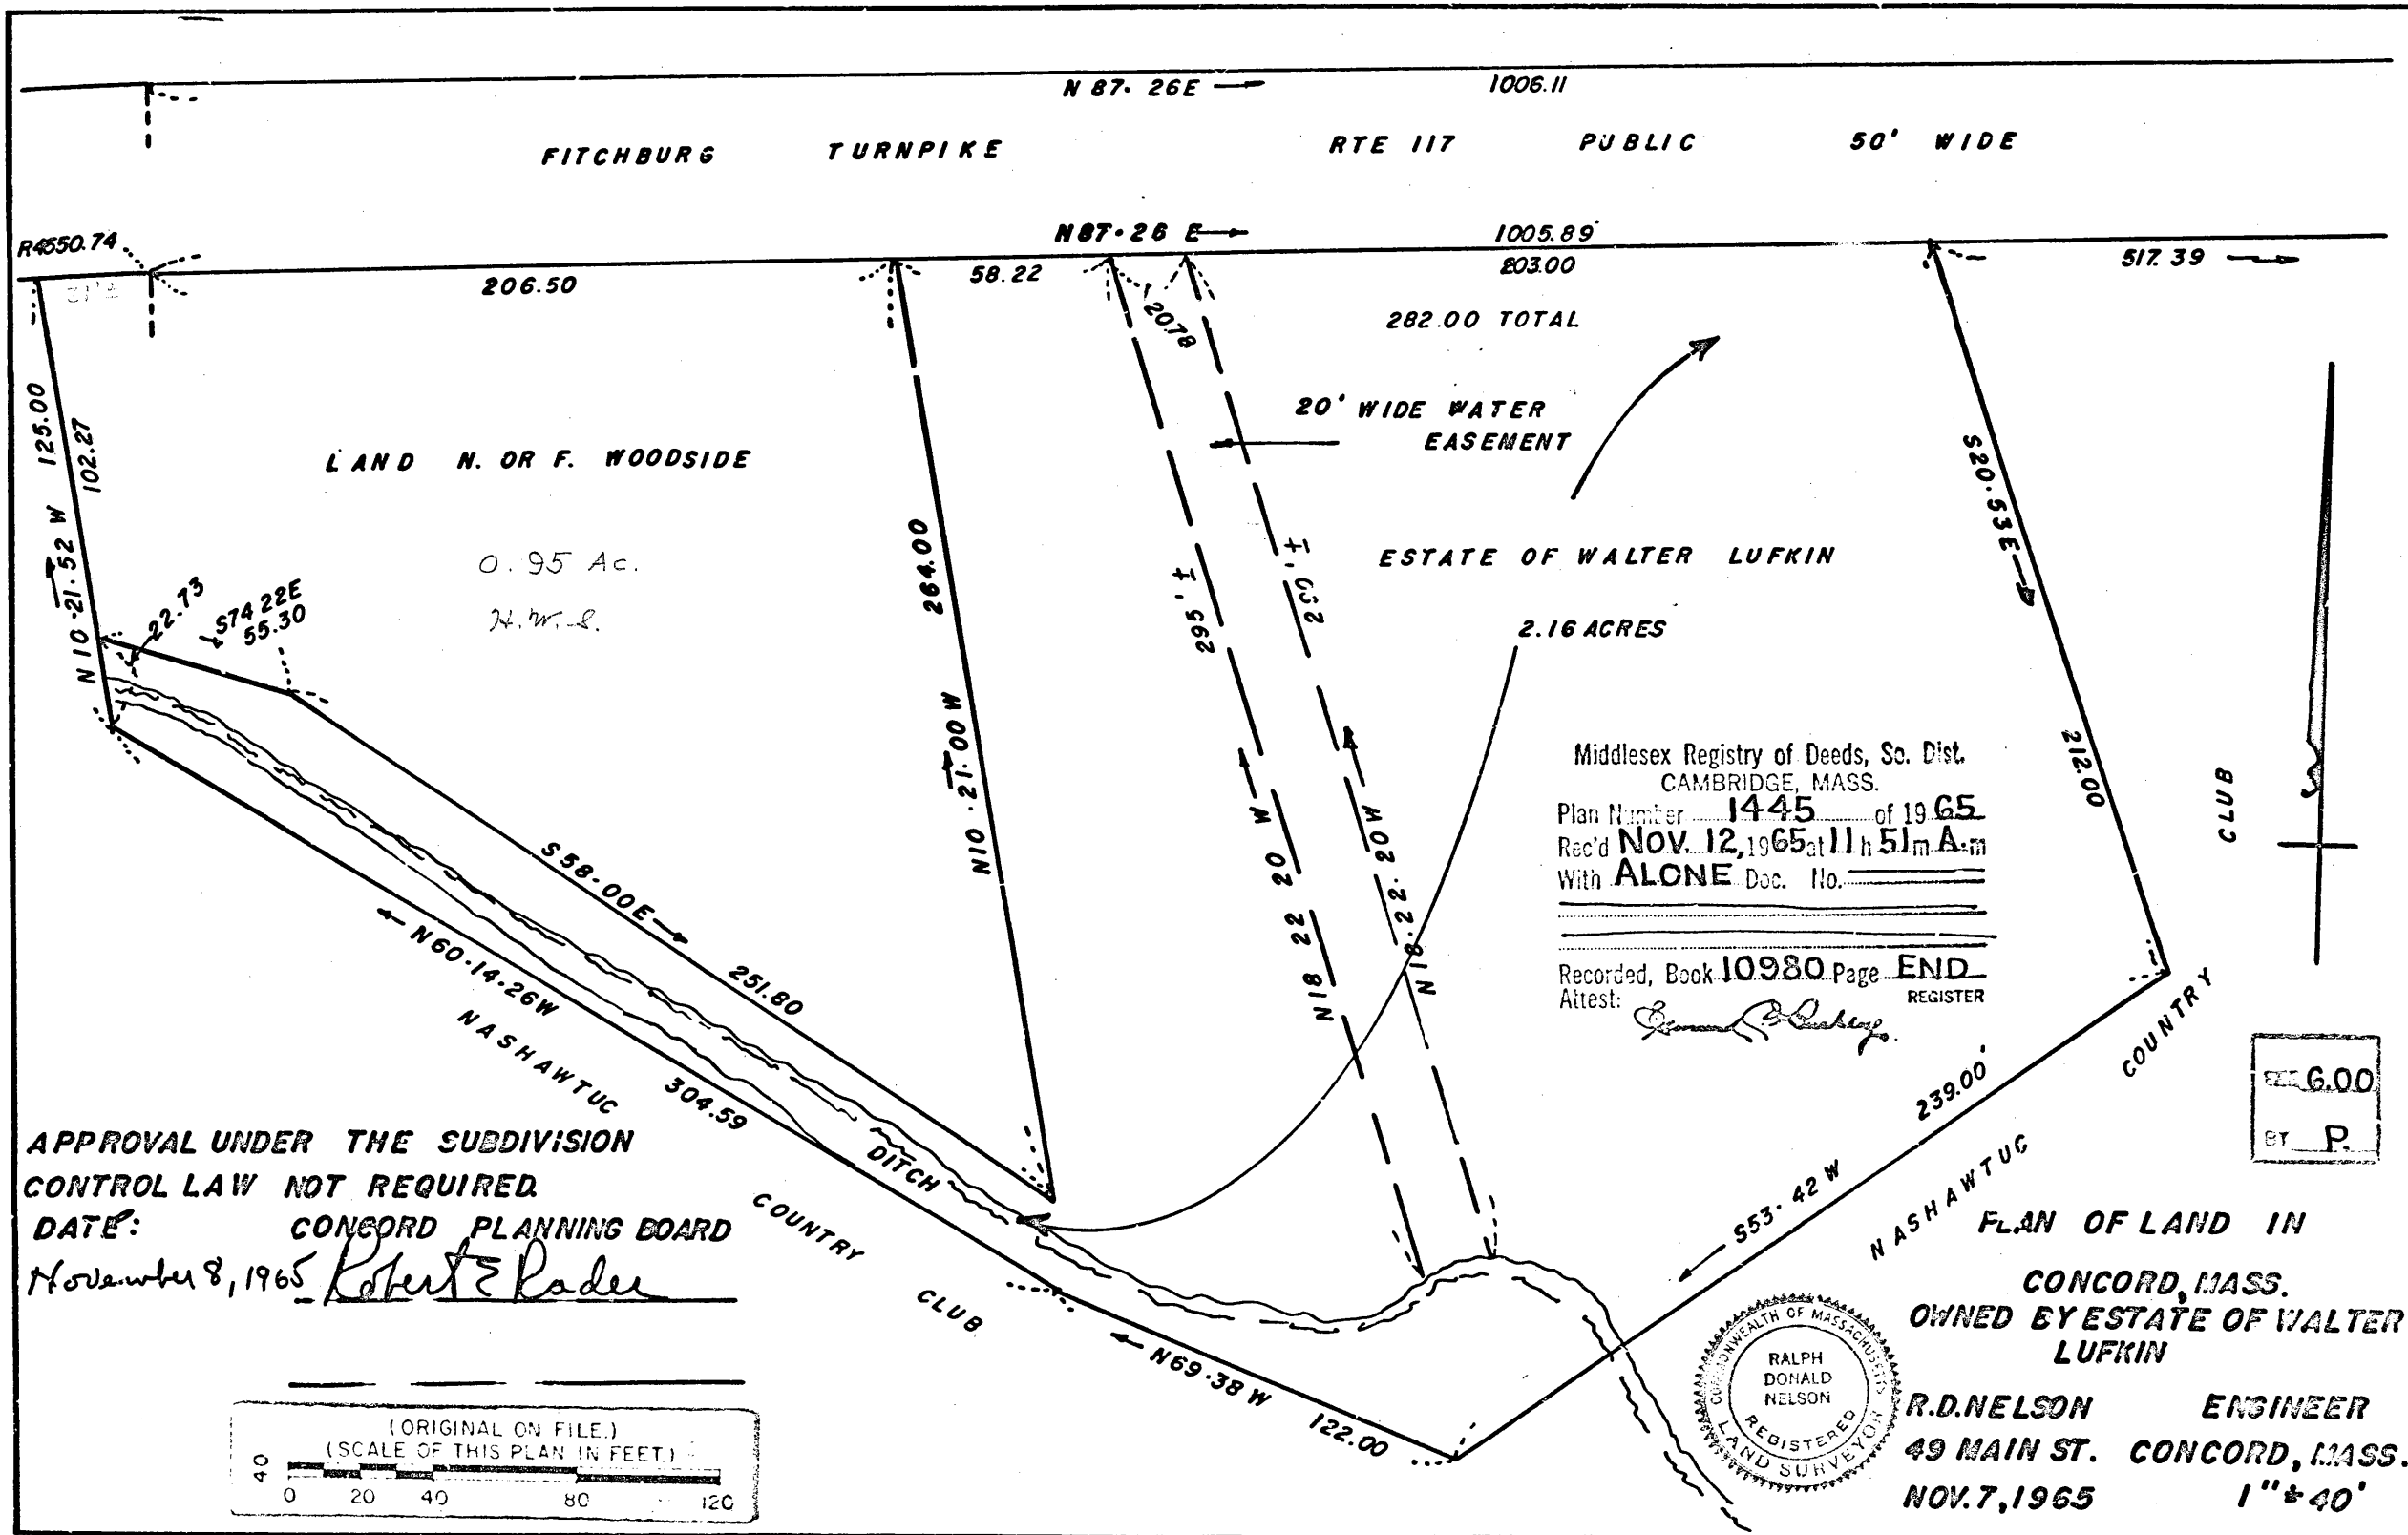 N 87·26E 1006.11
FITCHBURG TURNPIKE RTE 117 PUBLIC 50' WIDE
N87·26 E 1005.89'
R4550.74
31'±
206.50
58.22
20.78
203.00
517.39
282.00 TOTAL
20' WIDE WATER
EASEMENT
LAND N. OR F. WOODSIDE
0.95 Ac.
H.W.S.
N10·21·52 W 125.00
102.27
22.73
S74 22E
55.30
264.00
N10·21·00 W
295'±
N18 22 20 W
N18·22·20W
ESTATE OF WALTER LUFKIN
2.16 ACRES
S20·53E
212.00
CLUB
COUNTRY
NASHAWTUC
S58·00E
251.80
N60·14·26W
304.59
NASHAWTUC
COUNTRY
CLUB
DITCH
N69·38 W
122.00
S53·42 W
239.00'
Middlesex Registry of Deeds, So. Dist.
CAMBRIDGE, MASS.
Plan Number 1445 of 1965
Rec'd NOV. 12, 1965 at 11 h 51 m A.m
With ALONE Doc. No.
Recorded, Book 10980 Page END
Attest: REGISTER
FEE 6.00
BY P.
APPROVAL UNDER THE SUBDIVISION
CONTROL LAW NOT REQUIRED.
DATE: CONCORD PLANNING BOARD
November 8, 1965 Robert E Rader
(ORIGINAL ON FILE.)
(SCALE OF THIS PLAN IN FEET.)
40
0 20 40 80 120
COMMONWEALTH OF MASSACHUSETTS
RALPH
DONALD
NELSON
REGISTERED
LAND SURVEYOR
PLAN OF LAND IN
CONCORD, MASS.
OWNED BY ESTATE OF WALTER
LUFKIN
R.D.NELSON ENGINEER
49 MAIN ST. CONCORD, MASS.
NOV. 7, 1965 1"=40'